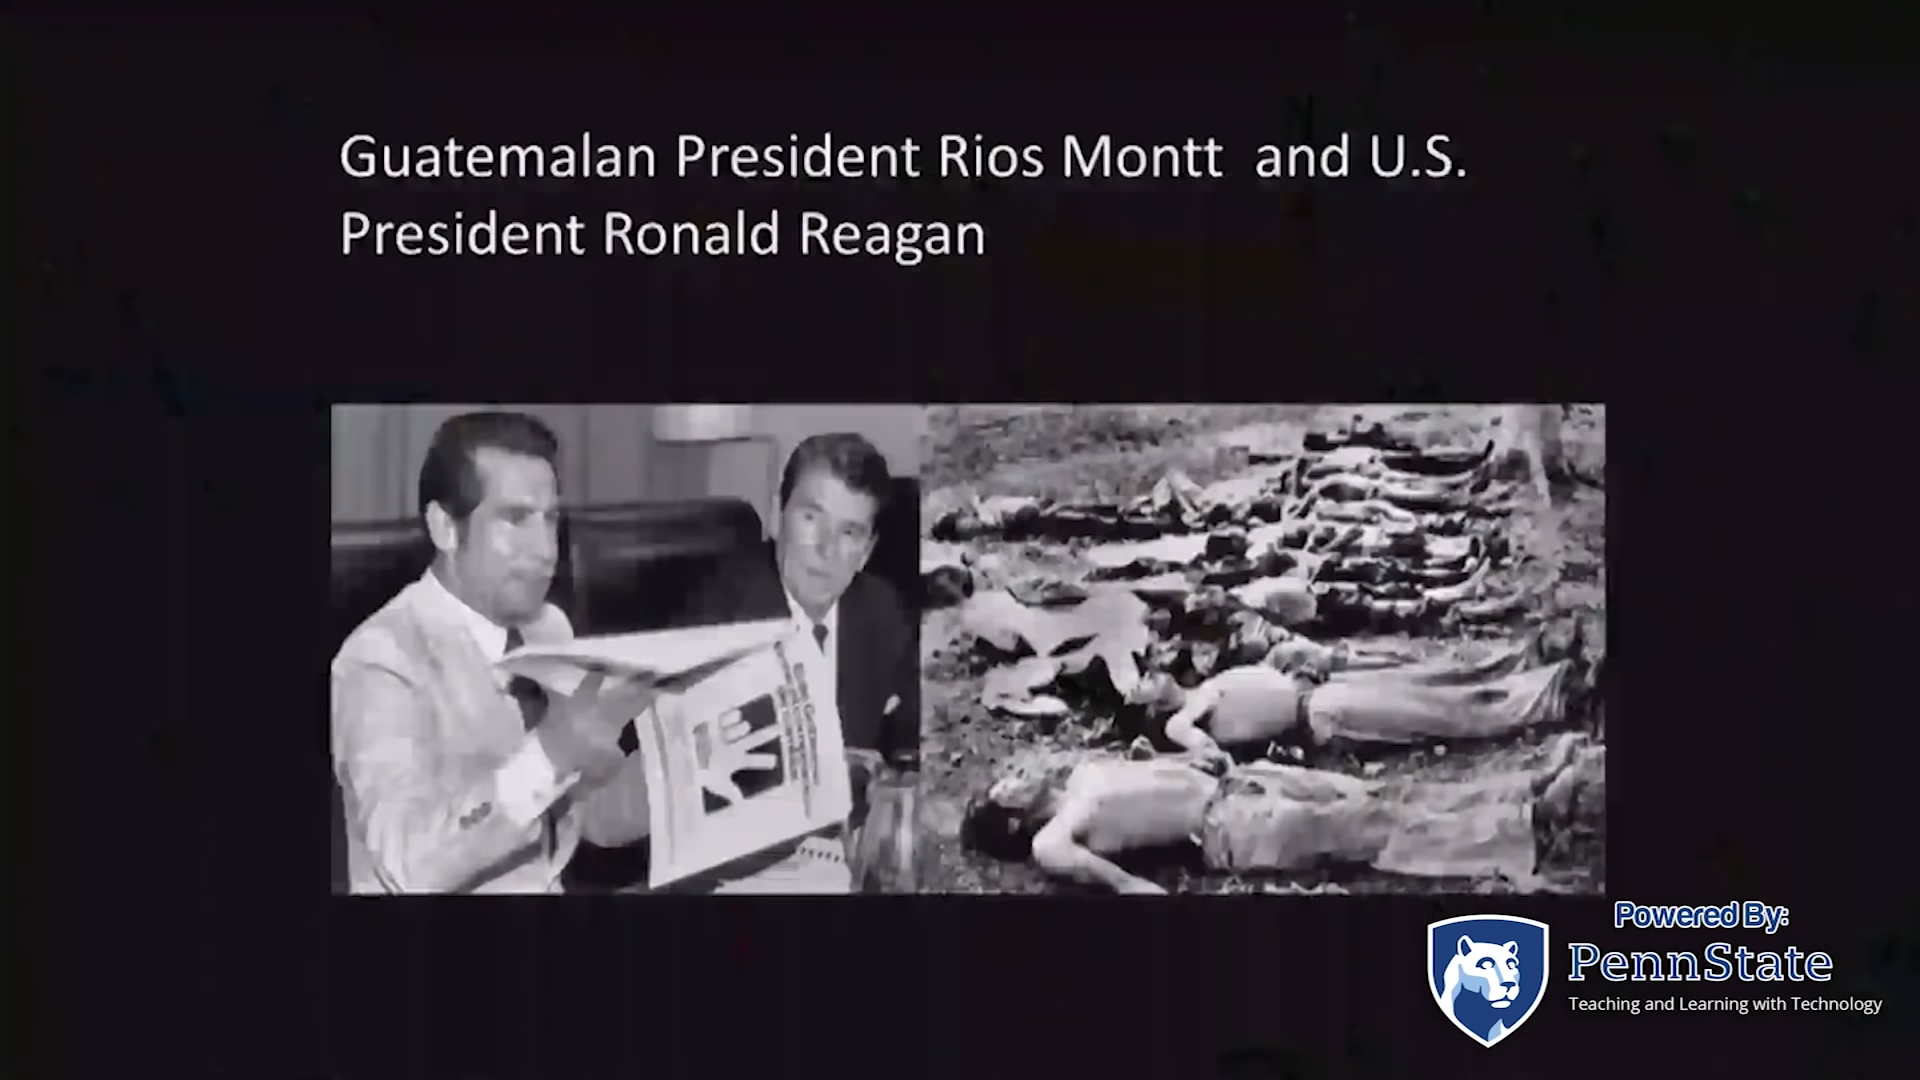 Guatemalan President Rios Montt and U.S.
President Ronald Reagan
Powered By:
PennState
Teaching and Learning with Technology